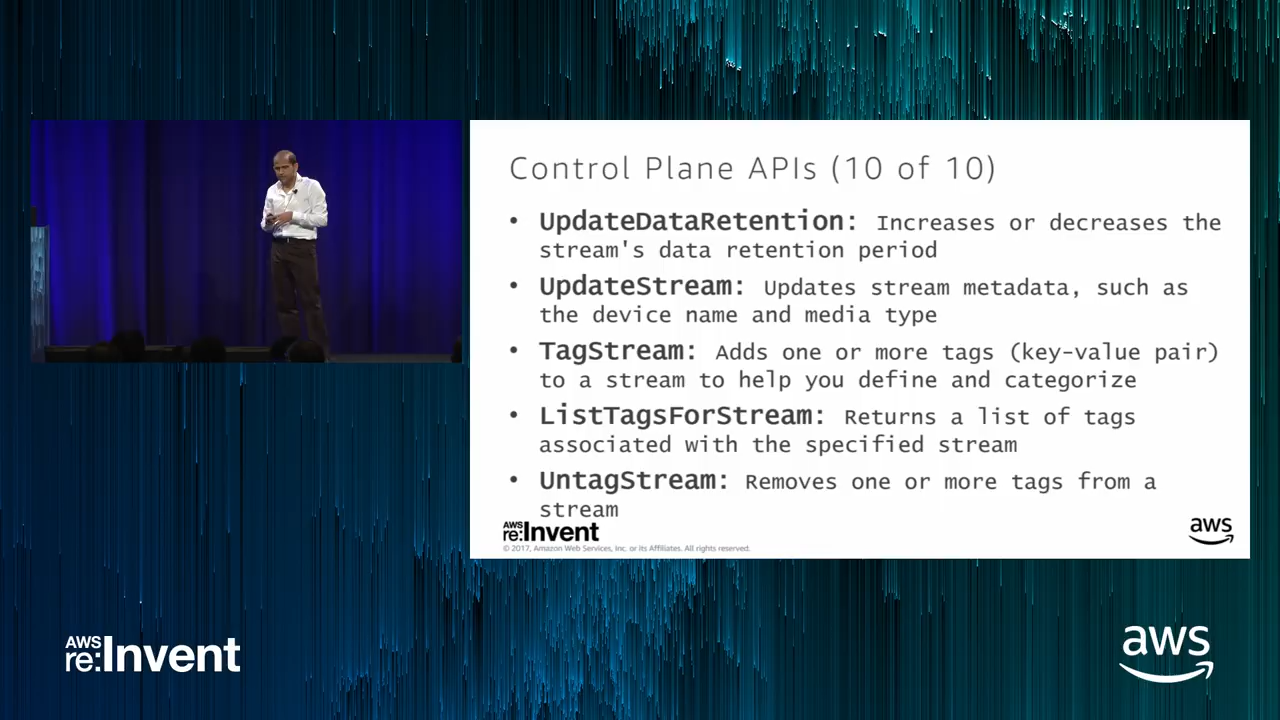 Control Plane APIs (10 of 10)
• UpdateDataRetention: Increases or decreases the
stream's data retention period
• UpdateStream: Updates stream metadata, such as
the device name and media type
• TagStream: Adds one or more tags (key-value pair)
to a stream to help you define and categorize
• ListTagsForStream: Returns a list of tags
associated with the specified stream
• UntagStream: Removes one or more tags from a
stream
AWS
re:Invent
aws
© 2017, Amazon Web Services, Inc. or its Affiliates. All rights reserved.
AWS
re:Invent
aws